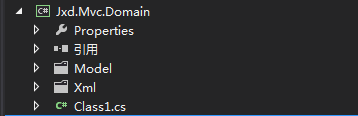 Jxd.Mvc.Domain
Properties
引用
Model
Xml
Class1.cs